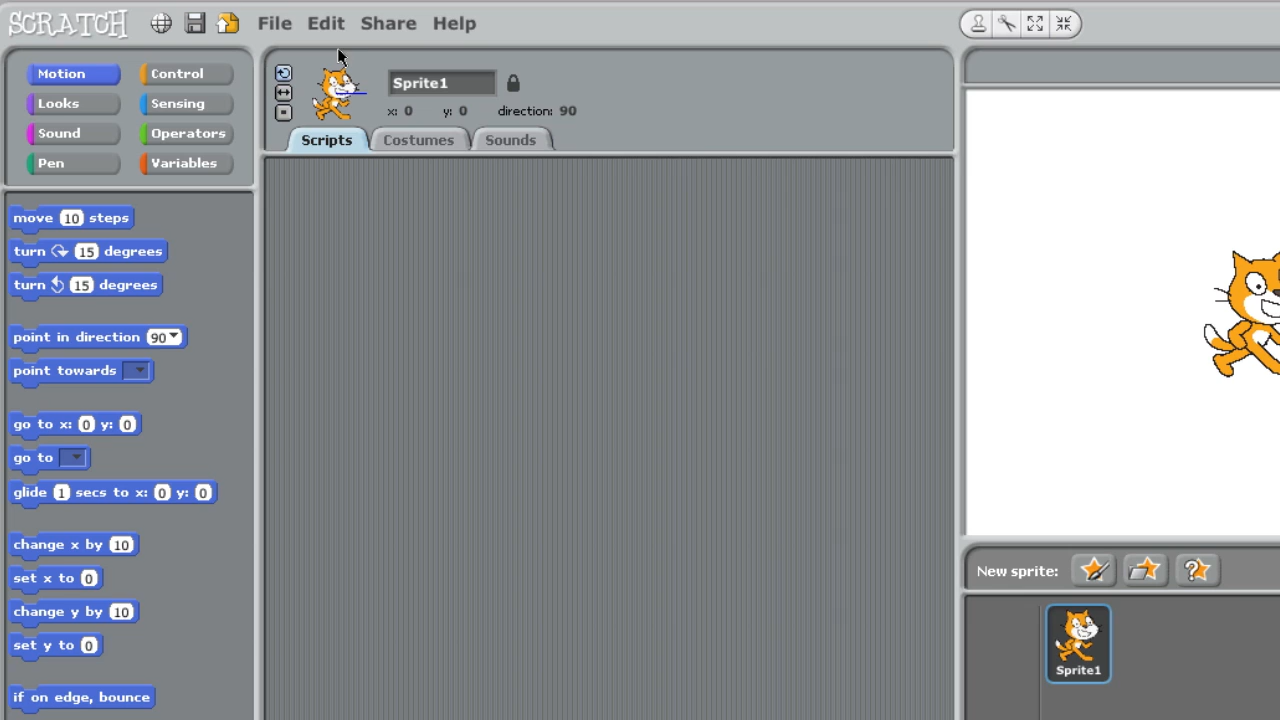 SCRATCH File Edit Share Help
Motion Control
Looks Sensing
Sound Operators
Pen Variables
Sprite1
x: 0 y: 0 direction: 90
Scripts Costumes Sounds
move 10 steps
turn 15 degrees
turn 15 degrees
point in direction 90
point towards
go to x: 0 y: 0
go to
glide 1 secs to x: 0 y: 0
change x by 10
set x to 0
change y by 10
set y to 0
if on edge, bounce
New sprite:
Sprite1